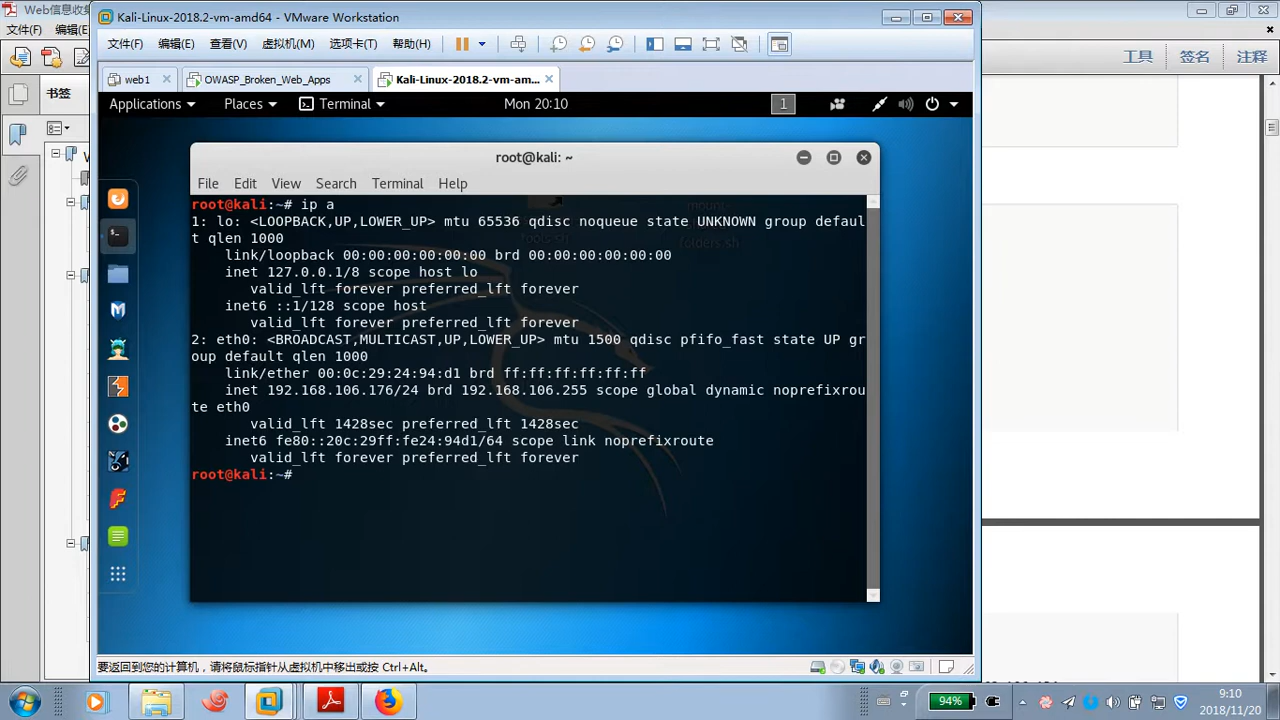 Web信息收集
Kali-Linux-2018.2-vm-amd64 - VMware Workstation
文件(F)
编辑(E)
文件(F) 编辑(E) 查看(V) 虚拟机(M) 选项卡(T) 帮助(H)
工具 签名 注释
书签
web1 OWASP_Broken_Web_Apps Kali-Linux-2018.2-vm-am...
Applications Places Terminal Mon 20:10 1
root@kali: ~
File Edit View Search Terminal Help
root@kali:~# ip a
1: lo: <LOOPBACK,UP,LOWER_UP> mtu 65536 qdisc noqueue state UNKNOWN group defaul
t qlen 1000
link/loopback 00:00:00:00:00:00 brd 00:00:00:00:00:00
inet 127.0.0.1/8 scope host lo
valid_lft forever preferred_lft forever
inet6 ::1/128 scope host
valid_lft forever preferred_lft forever
2: eth0: <BROADCAST,MULTICAST,UP,LOWER_UP> mtu 1500 qdisc pfifo_fast state UP gr
oup default qlen 1000
link/ether 00:0c:29:24:94:d1 brd ff:ff:ff:ff:ff:ff
inet 192.168.106.176/24 brd 192.168.106.255 scope global dynamic noprefixrou
te eth0
valid_lft 1428sec preferred_lft 1428sec
inet6 fe80::20c:29ff:fe24:94d1/64 scope link noprefixroute
valid_lft forever preferred_lft forever
root@kali:~#
要返回到您的计算机，请将鼠标指针从虚拟机中移出或按 Ctrl+Alt。
94%
9:10
2018/11/20